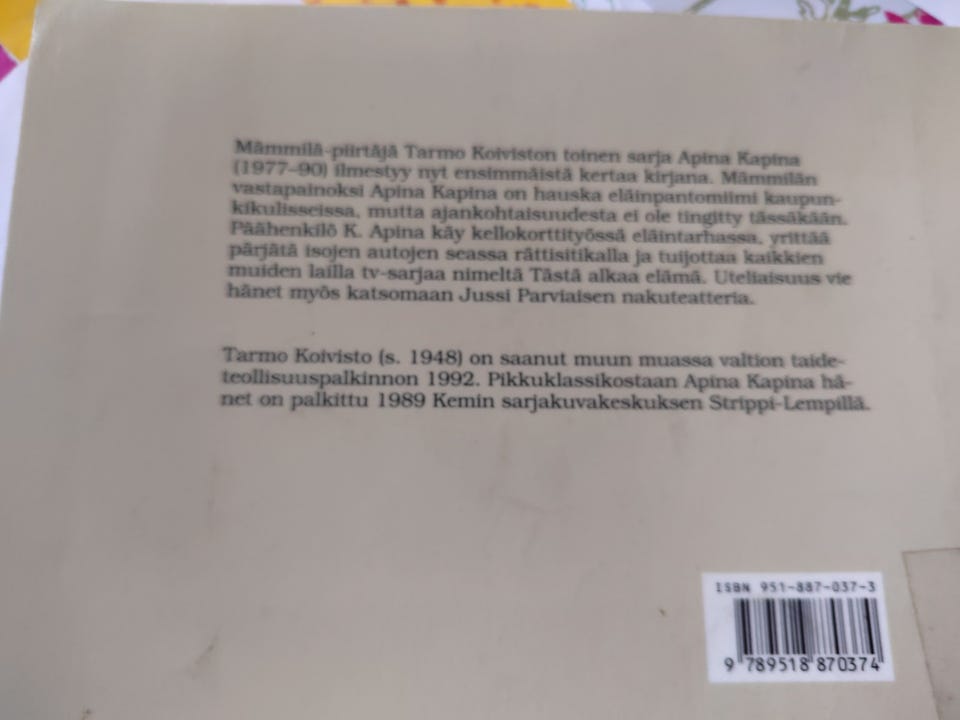 Mämmilä-piirtäjä Tarmo Koiviston toinen sarja Apina Kapina
(1977–90) ilmestyy nyt ensimmäistä kertaa kirjana. Mämmilän
vastapainoksi Apina Kapina on hauska eläinpantomiimi kaupun-
kikulisseissa, mutta ajankohtaisuudesta ei ole tingitty tässäkään.
Päähenkilö K. Apina käy kellokorttityössä eläintarhassa, yrittää
pärjätä isojen autojen seassa rättisitikalla ja tuijottaa kaikkien
muiden lailla tv-sarjaa nimeltä Tästä alkaa elämä. Uteliaisuus vie
hänet myös katsomaan Jussi Parviaisen nakuteatteria.
Tarmo Koivisto (s. 1948) on saanut muun muassa valtion taide-
teollisuuspalkinnon 1992. Pikkuklassikostaan Apina Kapina hä-
net on palkittu 1989 Kemin sarjakuvakeskuksen Strippi-Lempillä.
ISBN 951-887-037-3
9 789518 870374